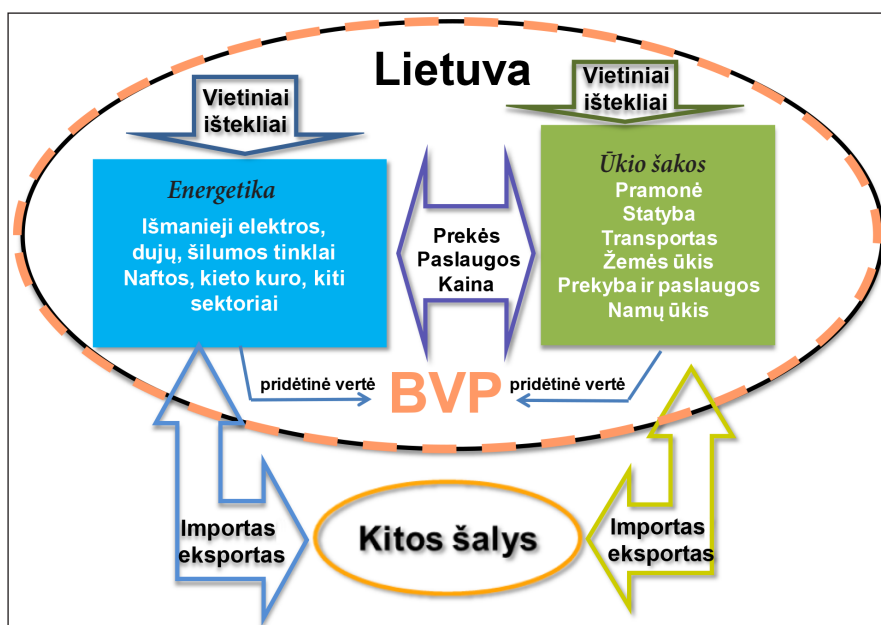 Lietuva
Vietiniai
ištekliai
Vietiniai
ištekliai
Energetika
Išmanieji elektros,
dujų, šilumos tinklai
Naftos, kieto kuro, kiti
sektoriai
Prekės
Paslaugos
Kaina
Ūkio šakos
Pramonė
Statyba
Transportas
Žemės ūkis
Prekyba ir paslaugos
Namų ūkis
pridėtinė vertė
BVP
pridėtinė vertė
Importas
eksportas
Kitos šalys
Importas
eksportas